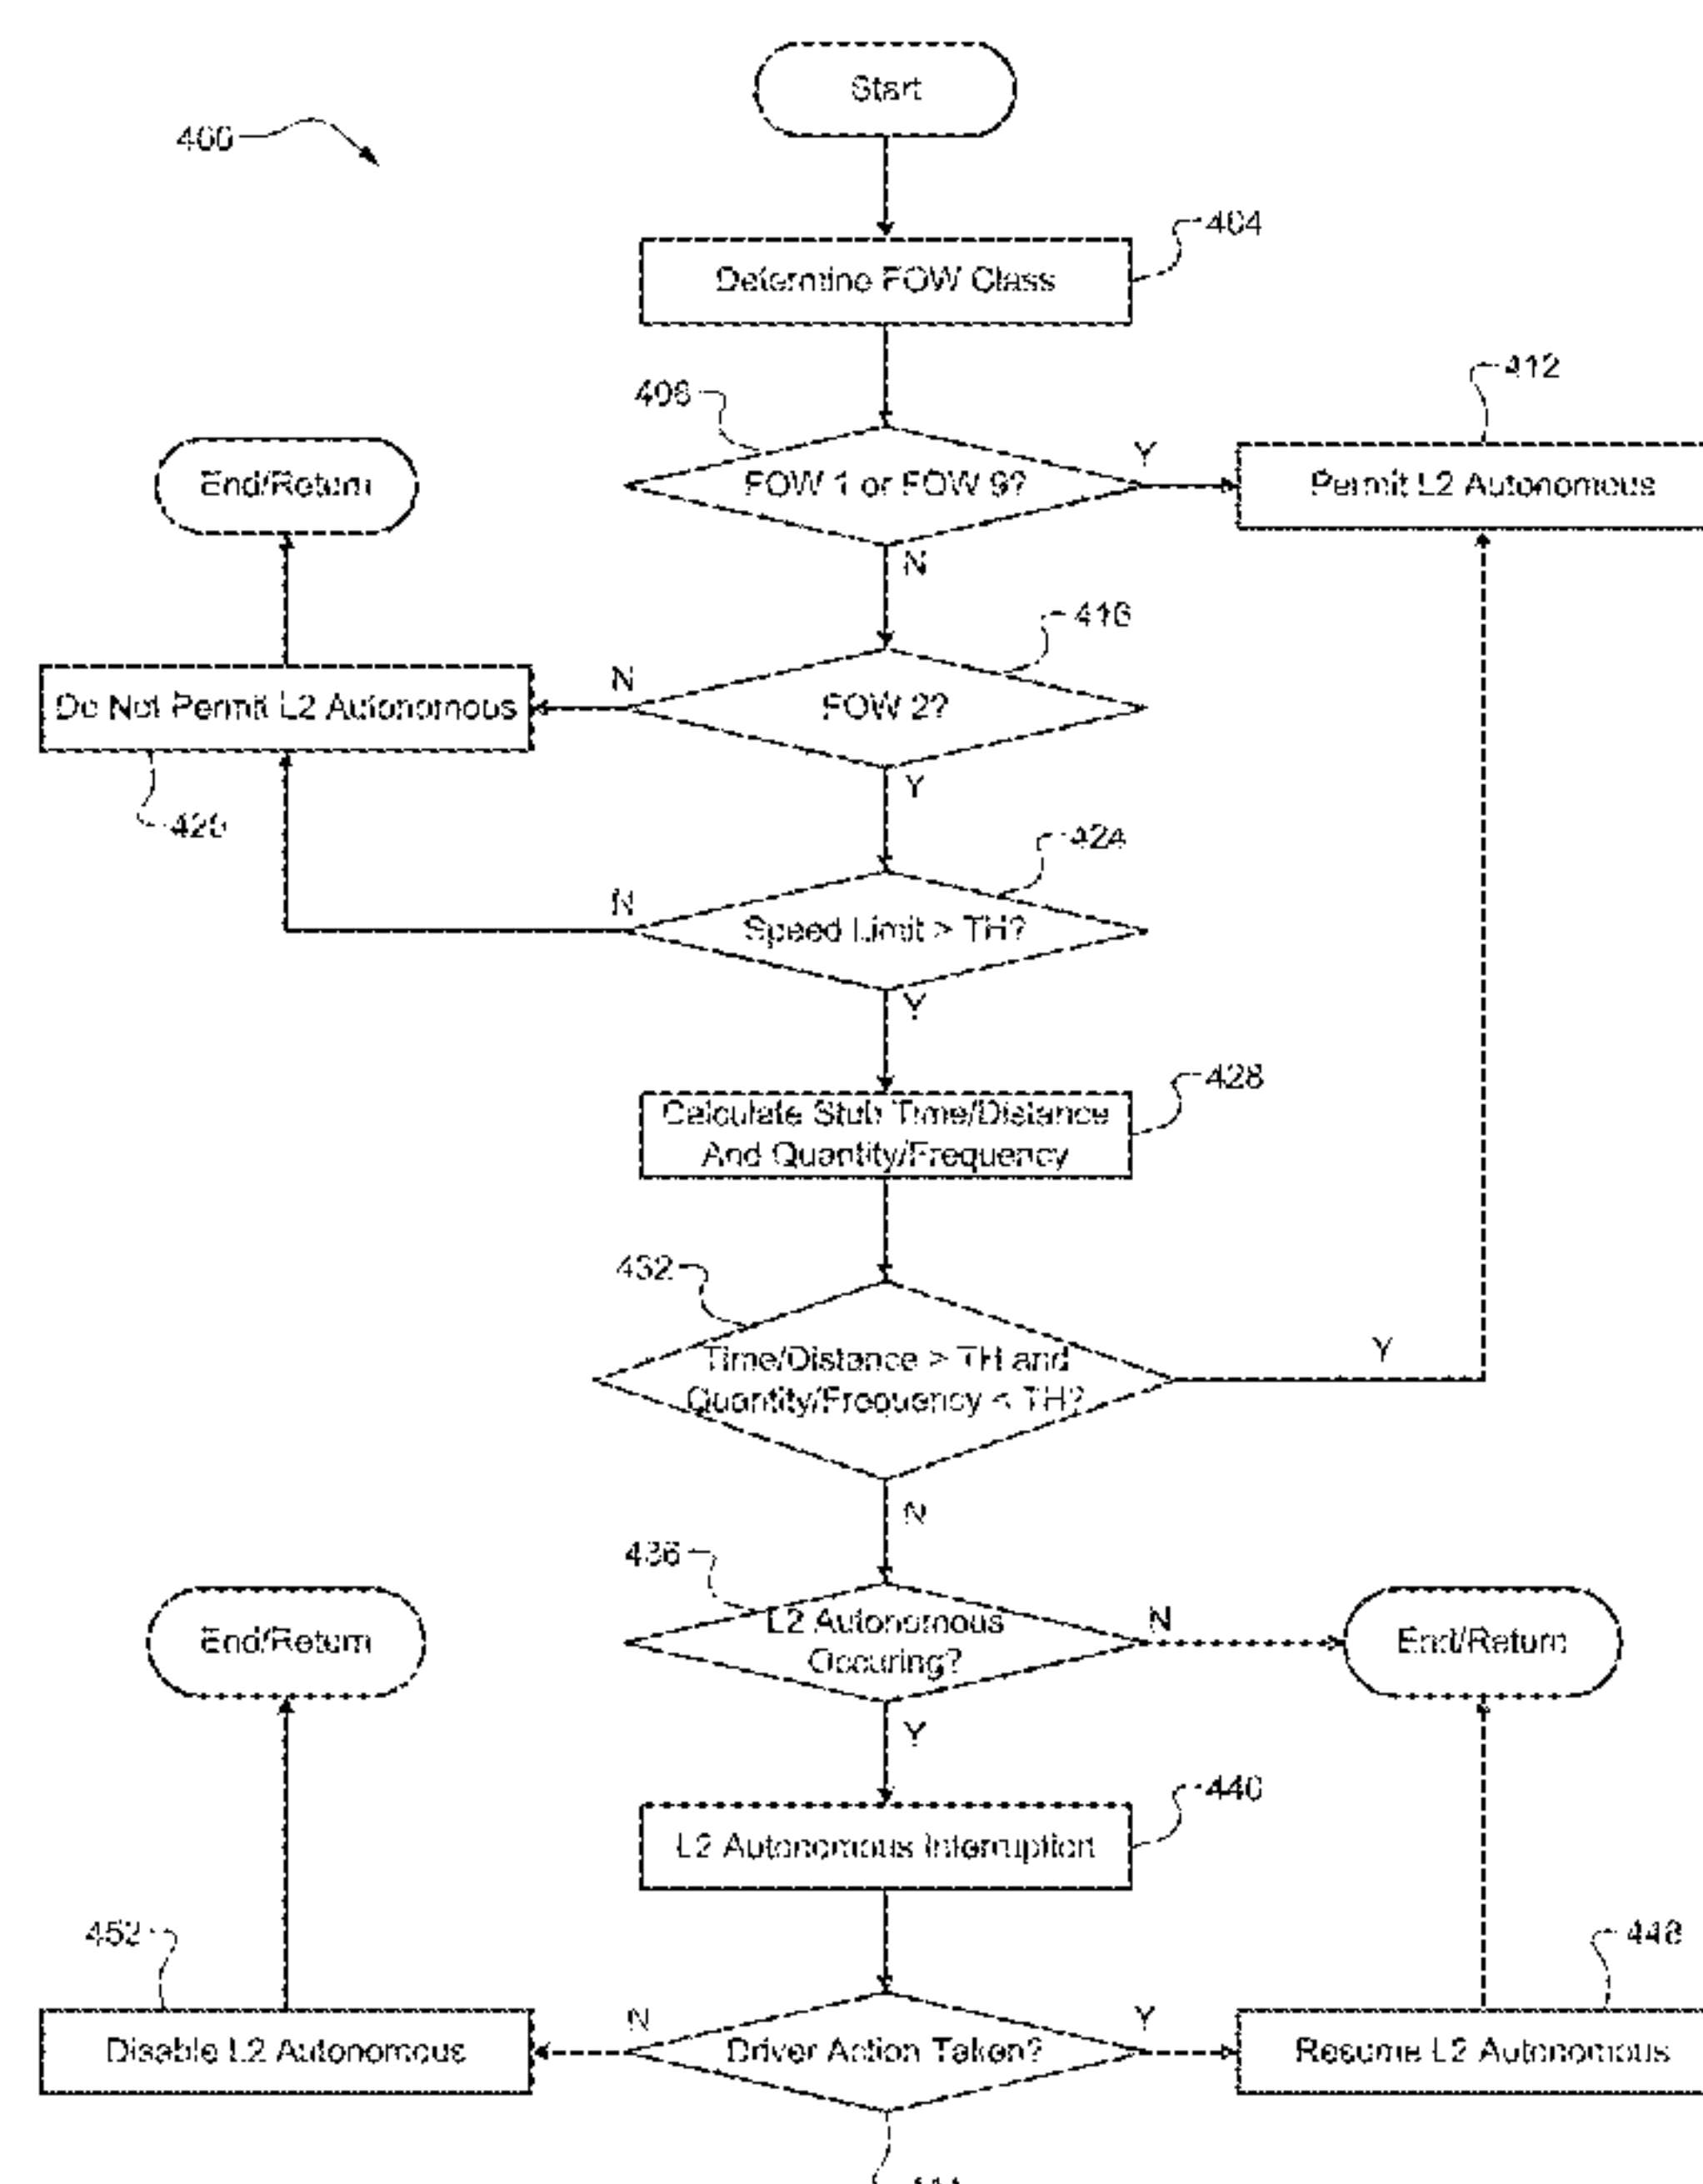 Start
400
404
Determine FOW Class
408
412
FOW 1 or FOW 9?
Y
Permit L2 Autonomous
End/Return
N
416
FOW 2?
N
Do Not Permit L2 Autonomous
Y
420
424
Speed Limit > TH?
N
Y
428
Calculate Stub Time/Distance
And Quantity/Frequency
432
Time/Distance > TH and
Quantity/Frequency < TH?
Y
N
436
L2 Autonomous
Occuring?
N
End/Return
End/Return
Y
440
L2 Autonomous Interruption
452
448
N
Driver Action Taken?
Y
Disable L2 Autonomous
Resume L2 Autonomous